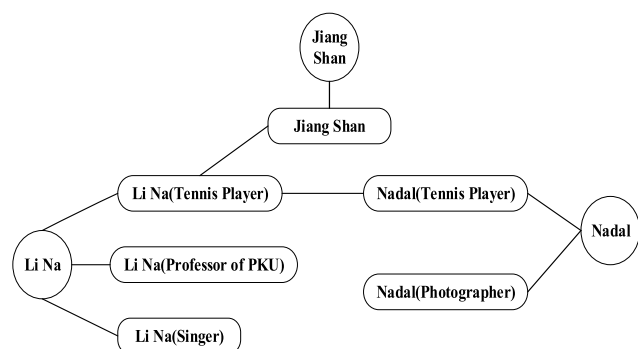 Jiang
Shan
Jiang Shan
Li Na(Tennis Player)
Nadal(Tennis Player)
Nadal
Li Na
Li Na(Professor of PKU)
Nadal(Photographer)
Li Na(Singer)